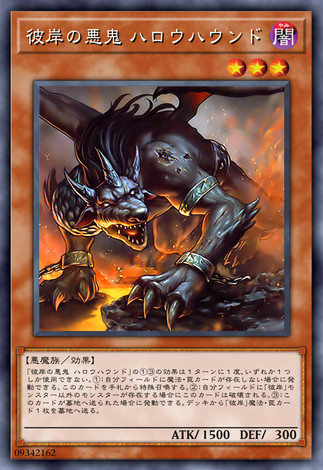 彼岸の悪鬼 ハロウハウンド
やみ
闇
【悪魔族／効果】
「彼岸の悪鬼 ハロウハウンド」の①③の効果は１ターンに１度、いずれか１つ
しか使用できない。①：自分フィールドに魔法・罠カードが存在しない場合に発
動できる。このカードを手札から特殊召喚する。②：自分フィールドに「彼岸」モ
ンスター以外のモンスターが存在する場合にこのカードは破壊される。③：こ
のカードが墓地へ送られた場合に発動できる。デッキから「彼岸」魔法・罠カー
ド１枚を墓地へ送る。
ATK/ 1500 DEF/ 300
09342162